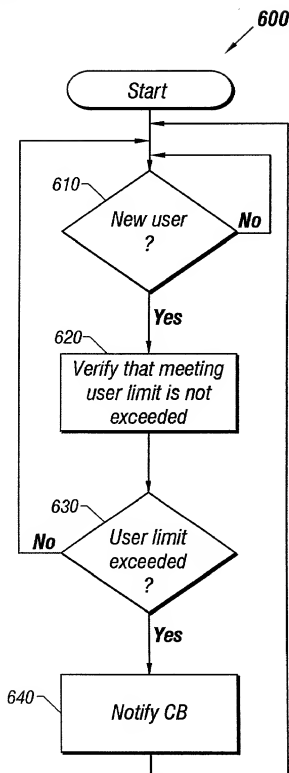 600
Start
610
New user
?
No
Yes
620
Verify that meeting
user limit is not
exceeded
630
No
User limit
exceeded
?
Yes
640
Notify CB